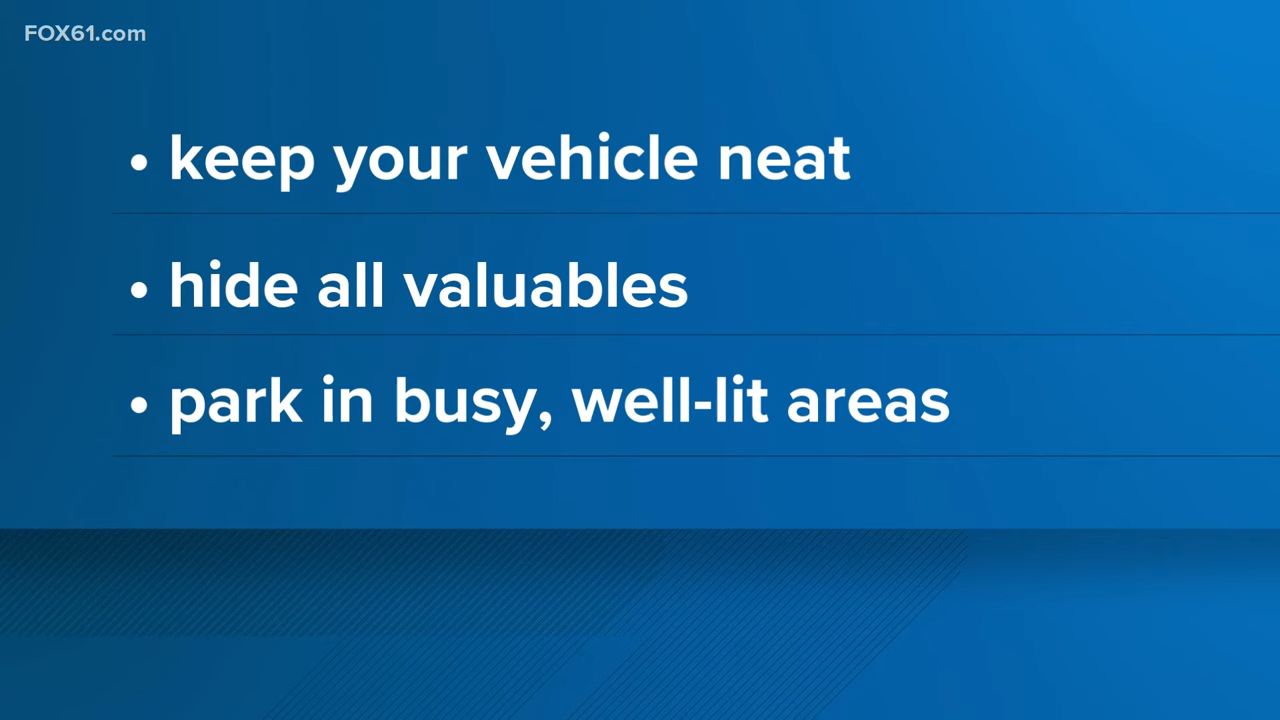 FOX61.com
• keep your vehicle neat
• hide all valuables
• park in busy, well-lit areas